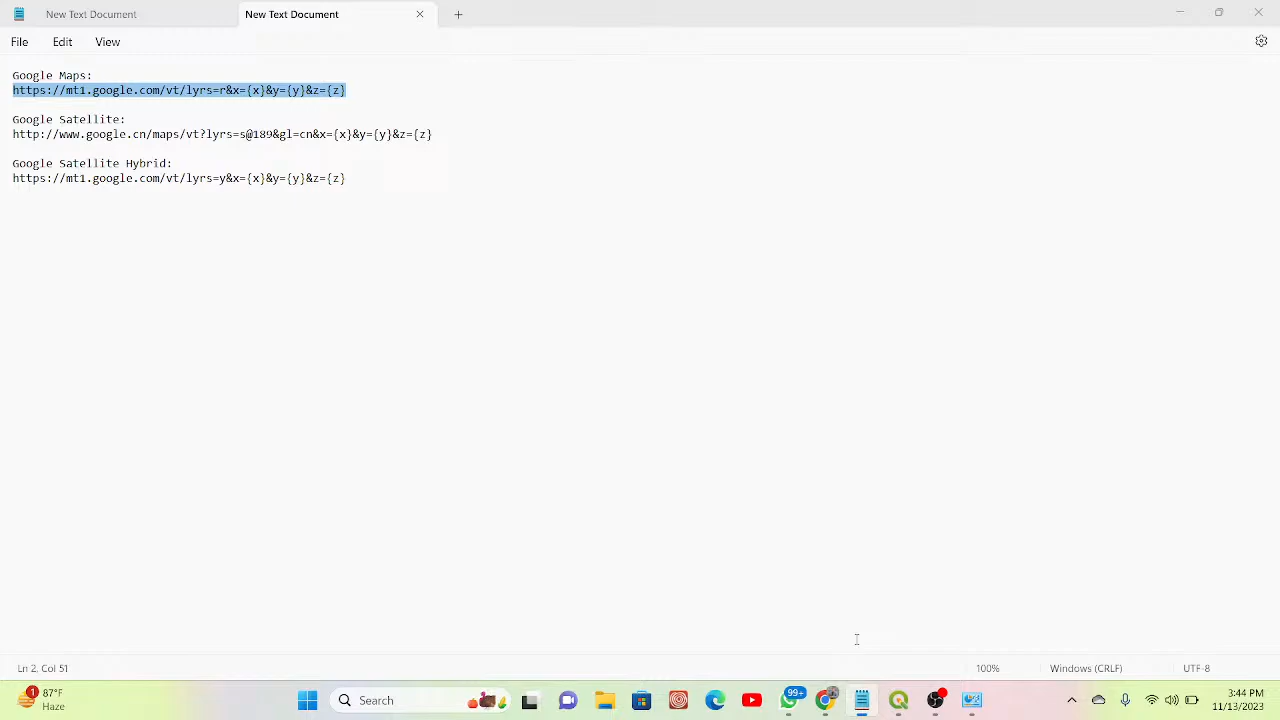 New Text Document
New Text Document
File Edit View
Google Maps:
https://mt1.google.com/vt/lyrs=r&x={x}&y={y}&z={z}
Google Satellite:
http://www.google.cn/maps/vt?lyrs=s@189&gl=cn&x={x}&y={y}&z={z}
Google Satellite Hybrid:
https://mt1.google.com/vt/lyrs=y&x={x}&y={y}&z={z}
Ln 2, Col 51
100%
Windows (CRLF)
UTF-8
1
87°F
Haze
Search
99+
3:44 PM
11/13/2023